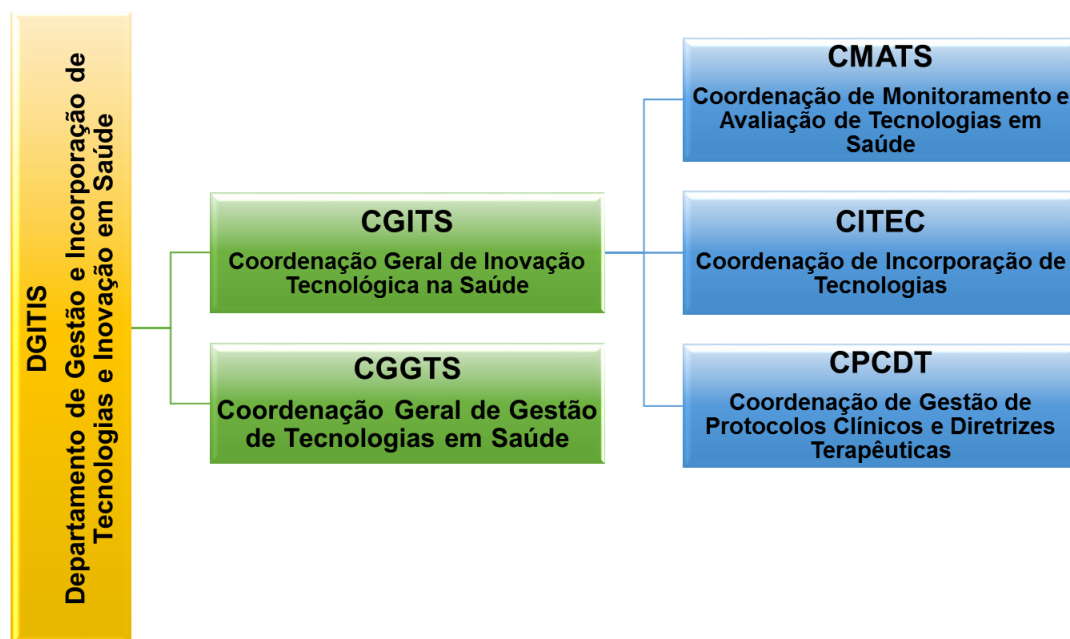 DGITIS
Departamento de Gestão e Incorporação de
Tecnologias e Inovação em Saúde
CGITS
Coordenação Geral de Inovação
Tecnológica na Saúde
CGGTS
Coordenação Geral de Gestão
de Tecnologias em Saúde
CMATS
Coordenação de Monitoramento e
Avaliação de Tecnologias em
Saúde
CITEC
Coordenação de Incorporação de
Tecnologias
CPCDT
Coordenação de Gestão de
Protocolos Clínicos e Diretrizes
Terapêuticas